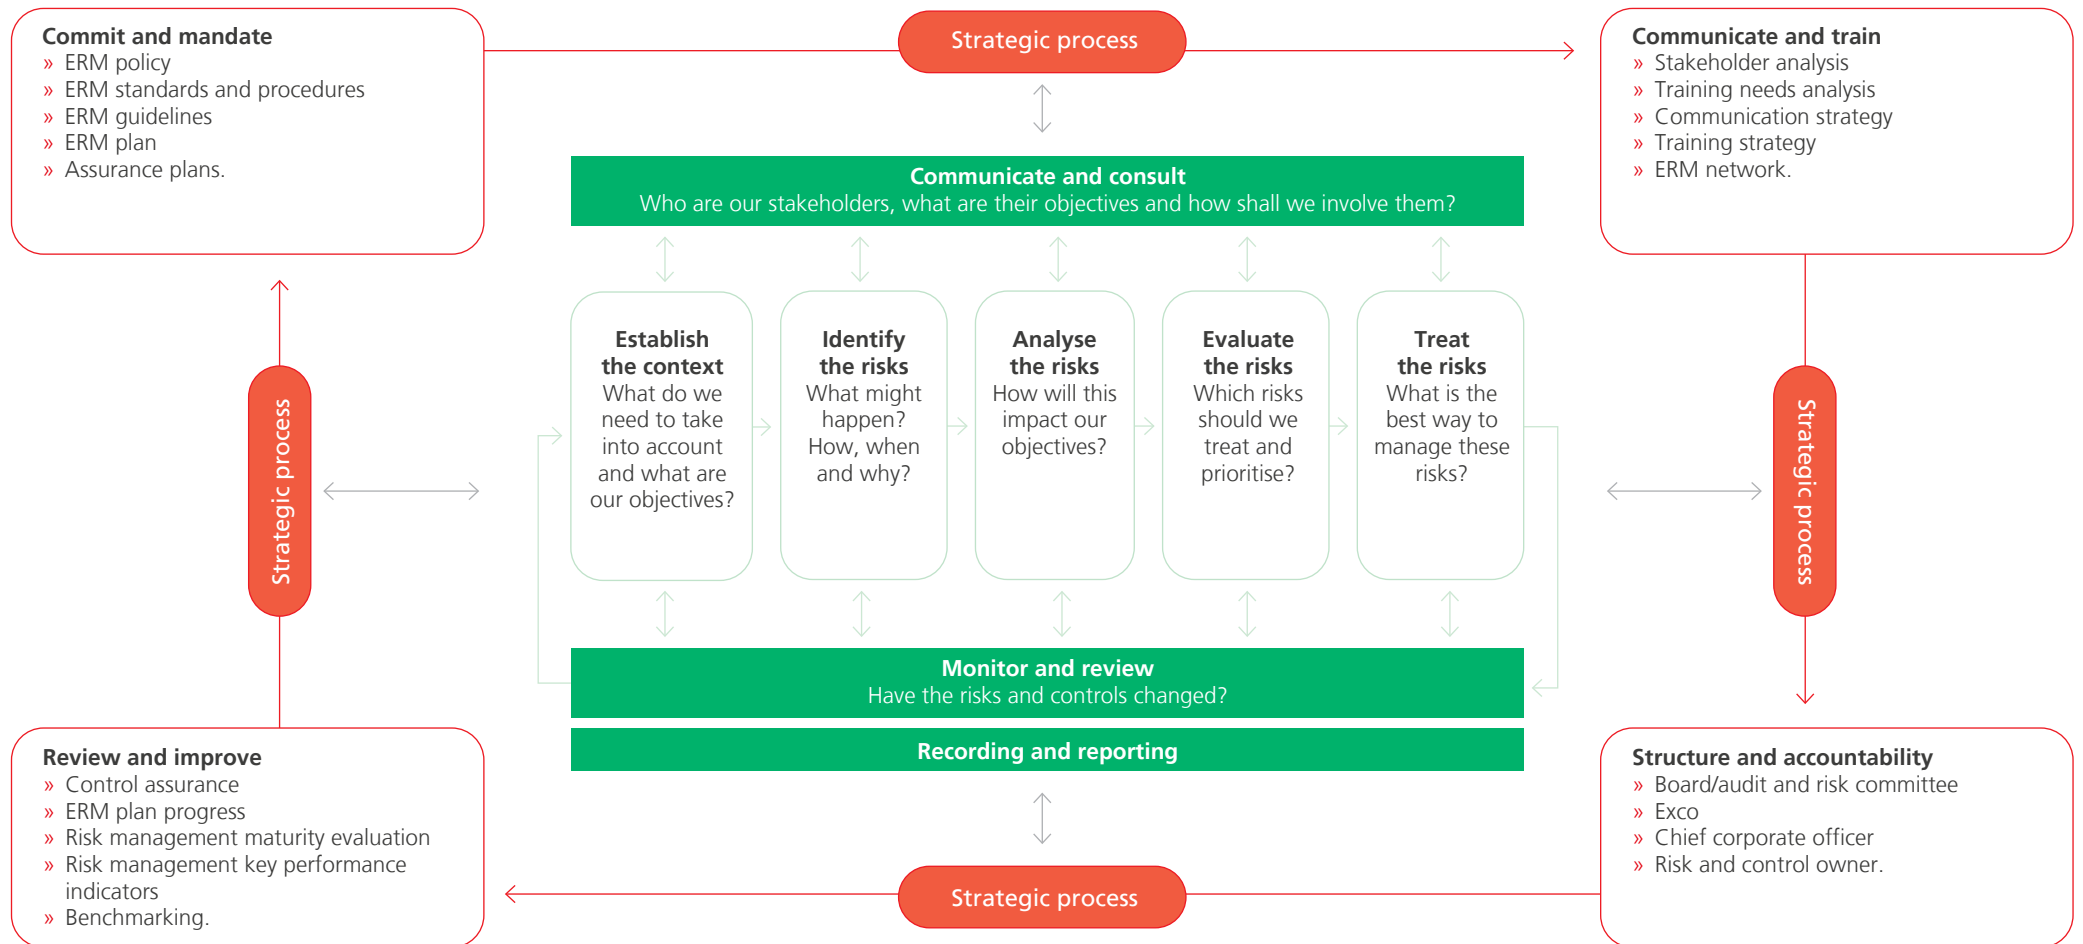 Commit and mandate
» ERM policy
» ERM standards and procedures
» ERM guidelines
» ERM plan
» Assurance plans.
Strategic process
Communicate and train
» Stakeholder analysis
» Training needs analysis
» Communication strategy
» Training strategy
» ERM network.
Communicate and consult
Who are our stakeholders, what are their objectives and how shall we involve them?
Strategic process
Establish
the context
What do we
need to take
into account
and what are
our objectives?
Identify
the risks
What might
happen?
How, when
and why?
Analyse
the risks
How will this
impact our
objectives?
Evaluate
the risks
Which risks
should we
treat and
prioritise?
Treat
the risks
What is the
best way to
manage these
risks?
Strategic process
Monitor and review
Have the risks and controls changed?
Recording and reporting
Review and improve
» Control assurance
» ERM plan progress
» Risk management maturity evaluation
» Risk management key performance
indicators
» Benchmarking.
Strategic process
Structure and accountability
» Board/audit and risk committee
» Exco
» Chief corporate officer
» Risk and control owner.